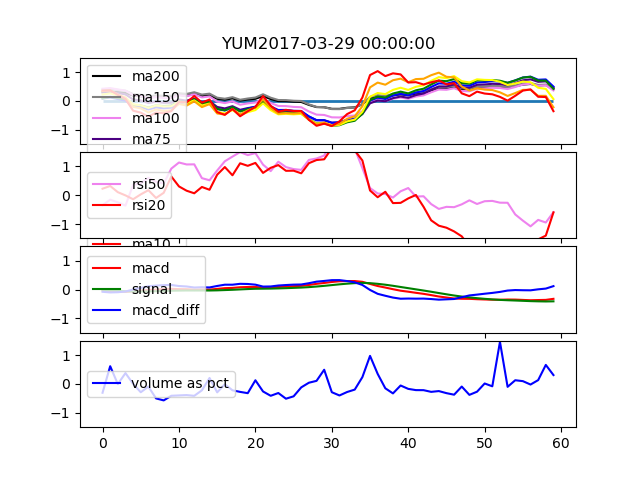 YUM2017-03-29 00:00:00
1
0
−1
ma200
ma150
ma100
ma75
1
0
−1
rsi50
rsi20
ma10
1
0
−1
macd
signal
macd_diff
1
0
−1
volume as pct
0 10 20 30 40 50 60